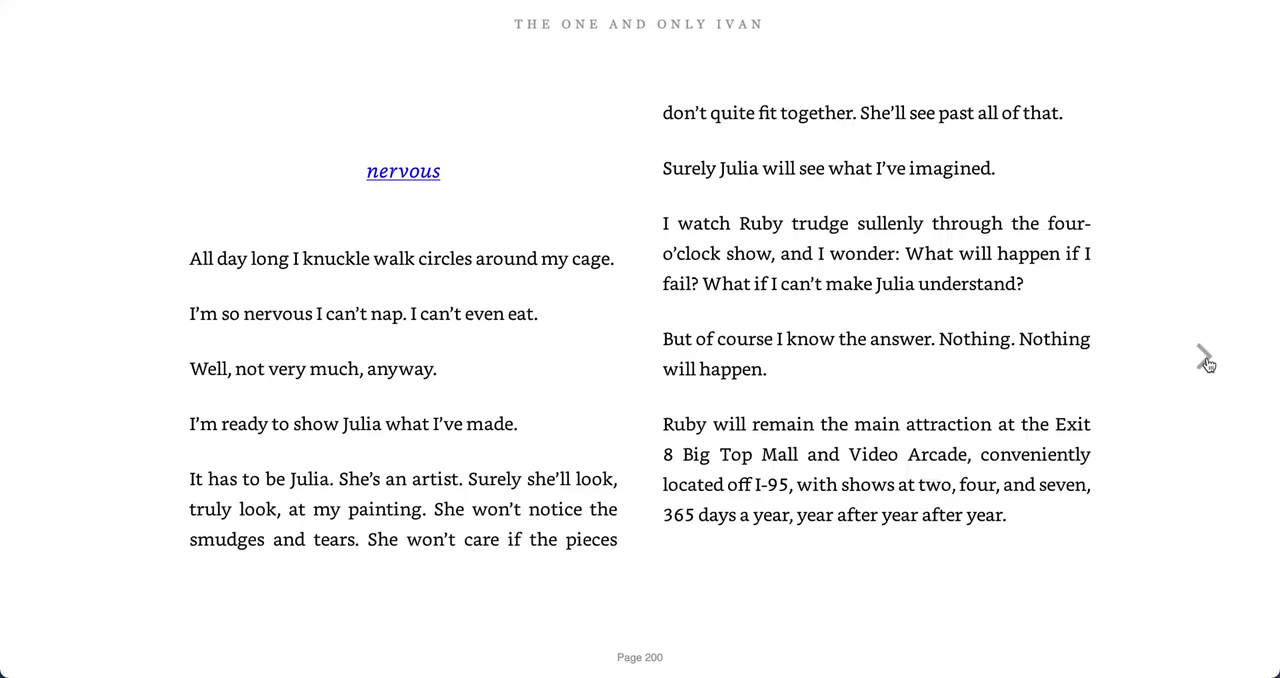 THE ONE AND ONLY IVAN
nervous
All day long I knuckle walk circles around my cage.
I’m so nervous I can’t nap. I can’t even eat.
Well, not very much, anyway.
I’m ready to show Julia what I’ve made.
It has to be Julia. She’s an artist. Surely she’ll look,
truly look, at my painting. She won’t notice the
smudges and tears. She won’t care if the pieces
don’t quite fit together. She’ll see past all of that.
Surely Julia will see what I’ve imagined.
I watch Ruby trudge sullenly through the four-
o’clock show, and I wonder: What will happen if I
fail? What if I can’t make Julia understand?
But of course I know the answer. Nothing. Nothing
will happen.
Ruby will remain the main attraction at the Exit
8 Big Top Mall and Video Arcade, conveniently
located off I-95, with shows at two, four, and seven,
365 days a year, year after year after year.
Page 200